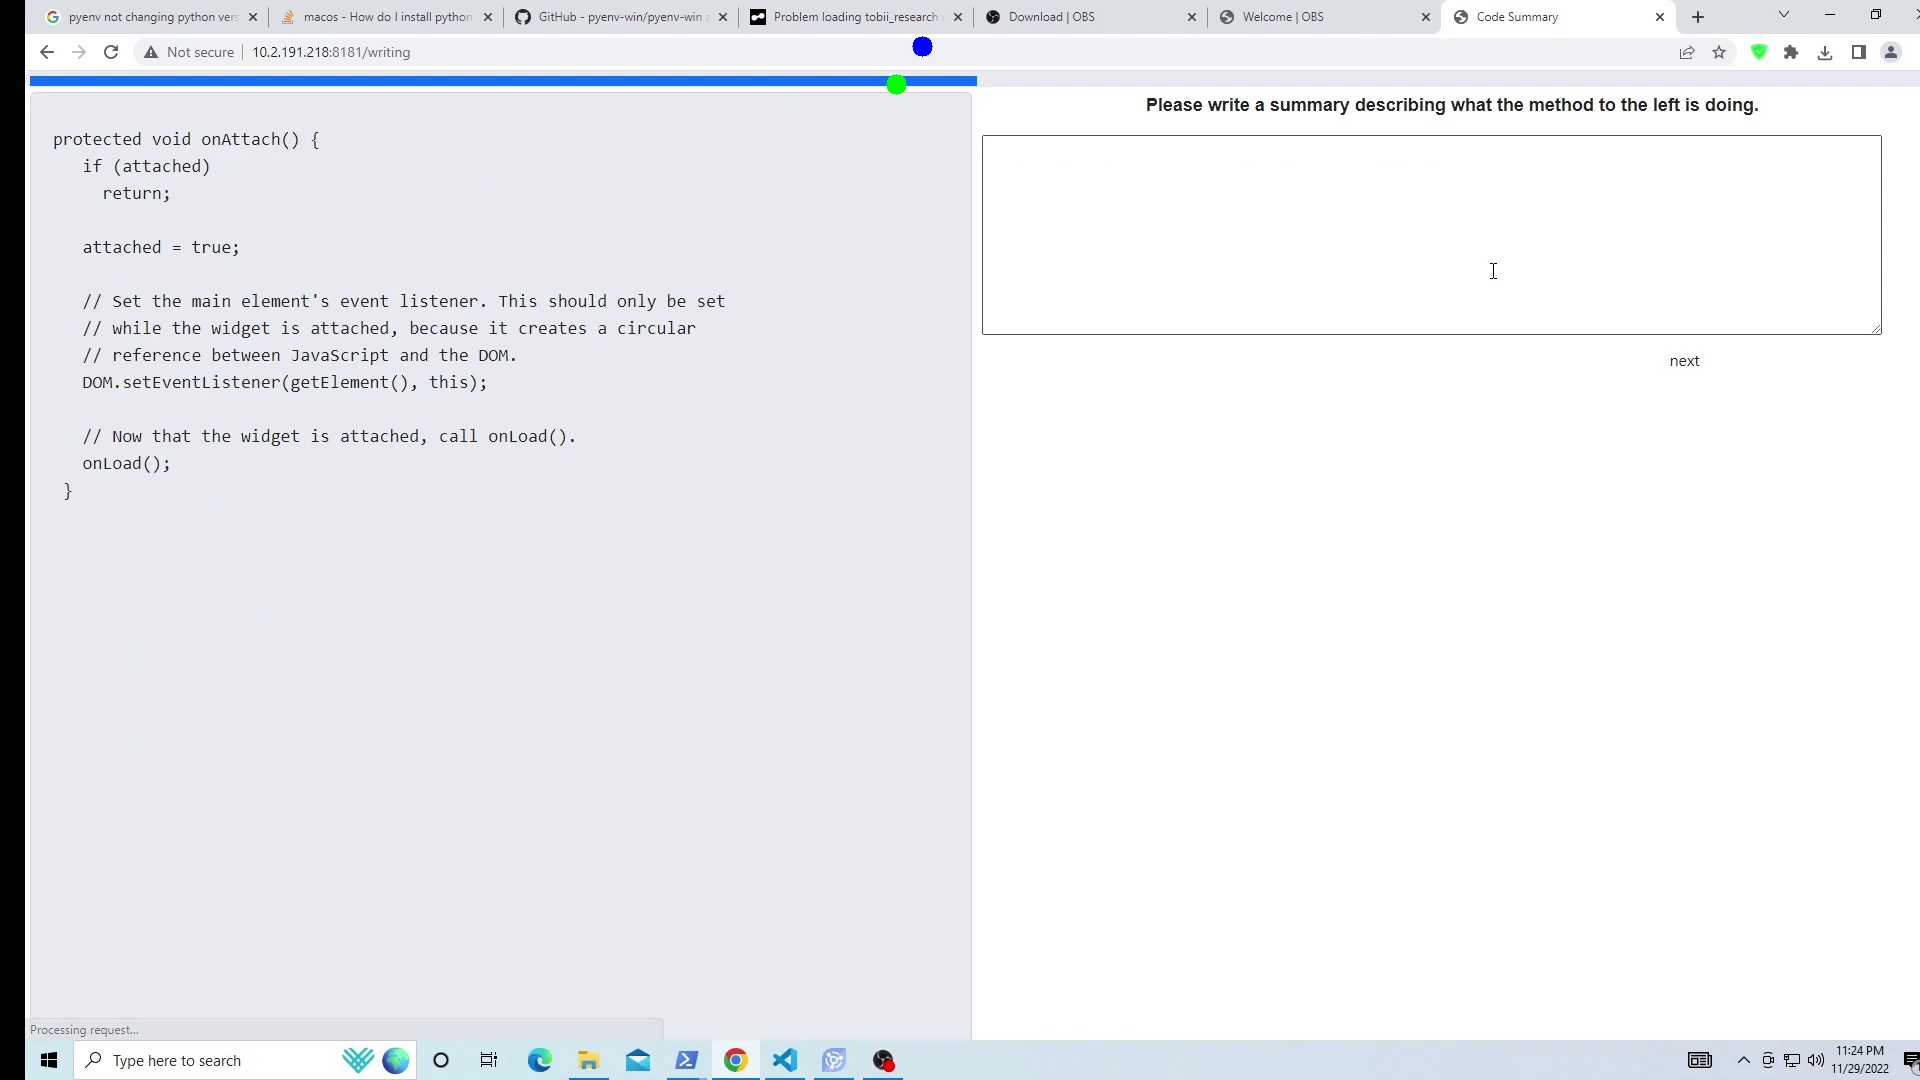 pyenv not changing python vers
macos - How do I install python
GitHub - pyenv-win/pyenv-win
Problem loading tobii_research
Download | OBS
Welcome | OBS
Code Summary
Not secure
10.2.191.218:8181/writing
protected void onAttach() {
if (attached)
return;
attached = true;
// Set the main element's event listener. This should only be set
// while the widget is attached, because it creates a circular
// reference between JavaScript and the DOM.
DOM.setEventListener(getElement(), this);
// Now that the widget is attached, call onLoad().
onLoad();
}
Please write a summary describing what the method to the left is doing.
next
Processing request...
Type here to search
11:24 PM
11/29/2022